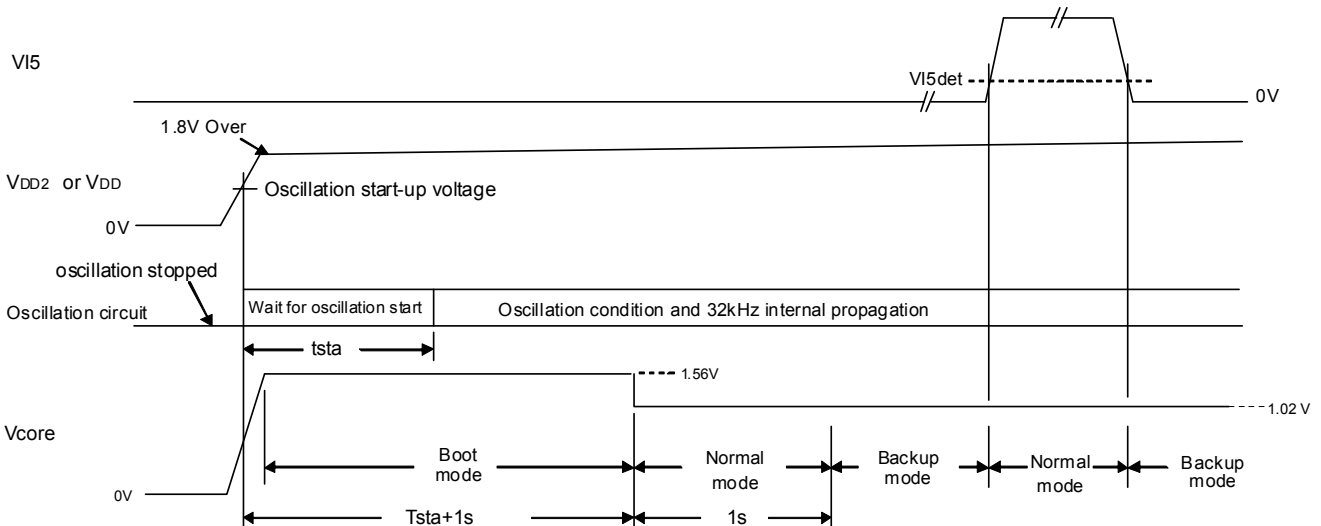 VI5
VI5det
0V
1.8V Over
VDD2 or VDD
Oscillation start-up voltage
0V
oscillation stopped
Wait for oscillation start
Oscillation condition and 32kHz internal propagation
Oscillation circuit
tsta
1.56V
1.02 V
Vcore
Boot
mode
Normal
mode
Backup
mode
Normal
mode
Backup
mode
0V
Tsta+1s
1s